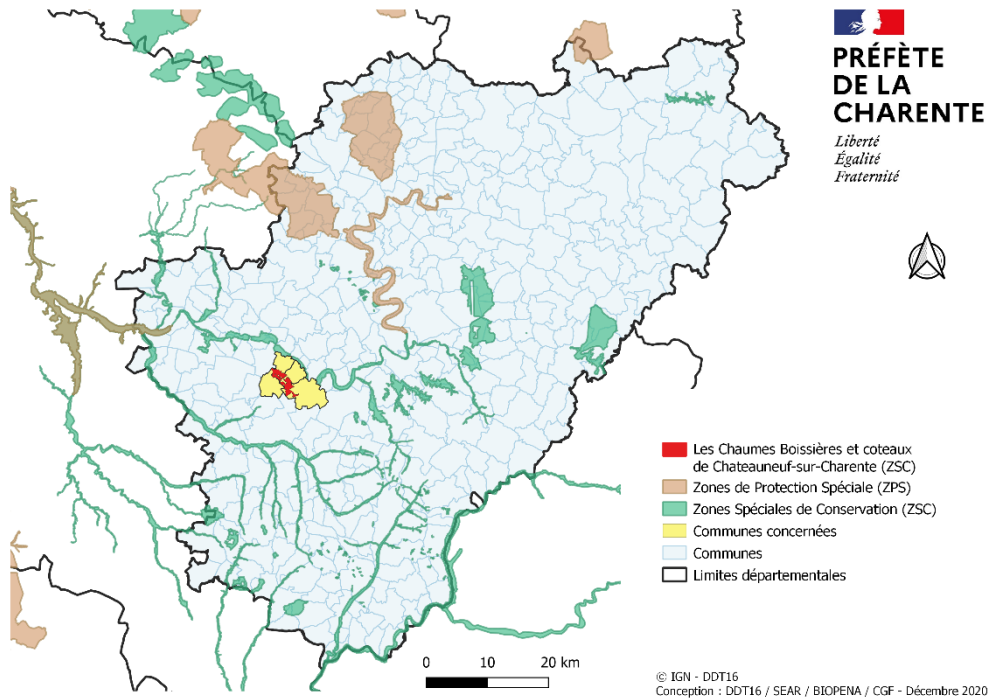 PRÉFÈTE
DE LA
CHARENTE
Liberté
Égalité
Fraternité
Les Chaumes Boissières et coteaux
de Chateauneuf-sur-Charente (ZSC)
Zones de Protection Spéciale (ZPS)
Zones Spéciales de Conservation (ZSC)
Communes concernées
Communes
Limites départementales
0 10 20 km
© IGN - DDT16
Conception : DDT16 / SEAR / BIOPENA / CGF - Décembre 2020